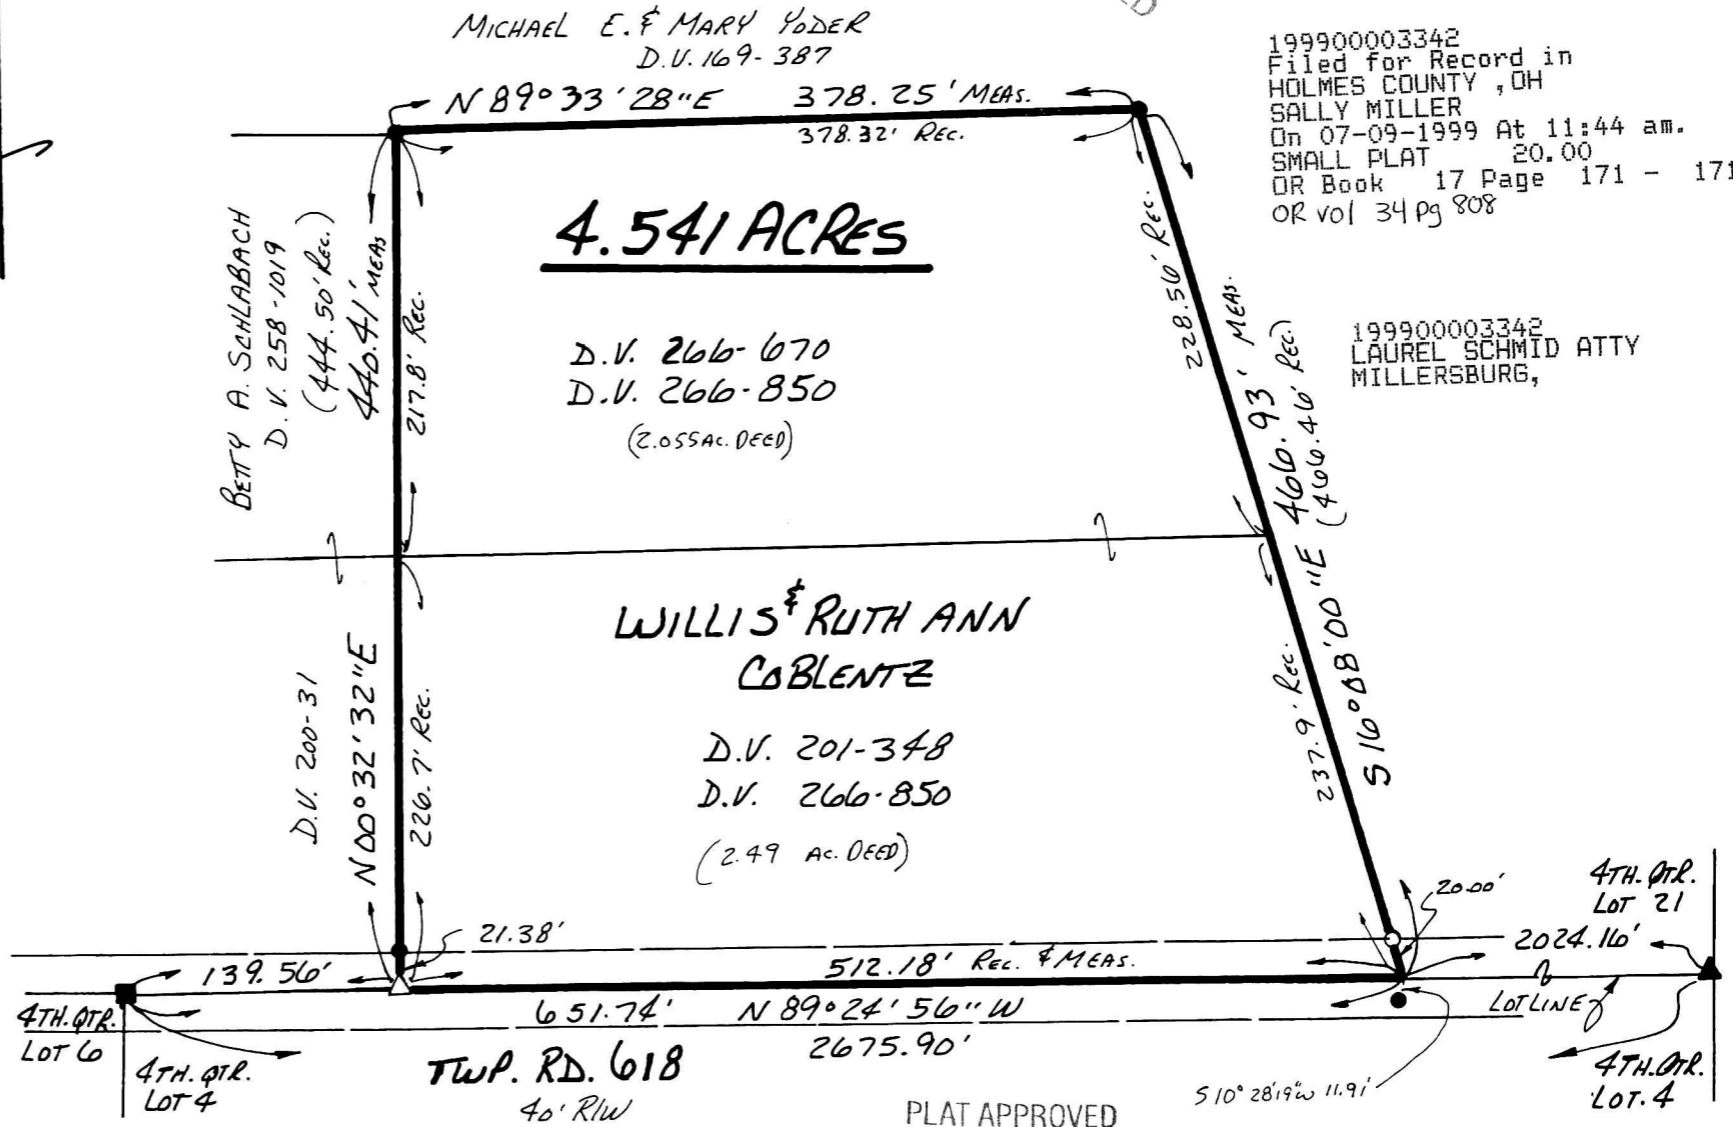 MICHAEL E. & MARY YODER
D.V. 169-387
N 89° 33' 28" E 378.25' MEAS.
378.32' REC.
199900003342
Filed for Record in
HOLMES COUNTY , OH
SALLY MILLER
On 07-09-1999 At 11:44 am.
SMALL PLAT 20.00
OR Book 17 Page 171 - 171
OR vol 34 pg 808
199900003342
LAUREL SCHMID ATTY
MILLERSBURG,
4.541 ACRES
D.V. 266-670
D.V. 266-850
(2.055 AC. DEED)
BETTY A. SCHLABACH
D.V. 258-1019
(444.50' REC.)
440.41' MEAS
217.8' REC.
228.56' REC.
S 16° 08' 00" E 466.93' MEAS.
(466.46' REC.)
237.9' REC.
WILLIS & RUTH ANN
COBLENTZ
D.V. 201-348
D.V. 266-850
(2.49 AC. DEED)
D.V. 200-31
N 00° 32' 32" E
226.7' REC.
21.38'
20.00'
4TH. QTR.
LOT 21
139.56'
512.18' REC. & MEAS.
2024.16'
651.74' N 89° 24' 56" W
LOT LINE
2675.90'
4TH. QTR.
LOT 6
4TH. QTR.
LOT 4
TWP. RD. 618
40' R/W
4TH. QTR.
LOT. 4
S 10° 28' 19" W 11.91'
PLAT APPROVED